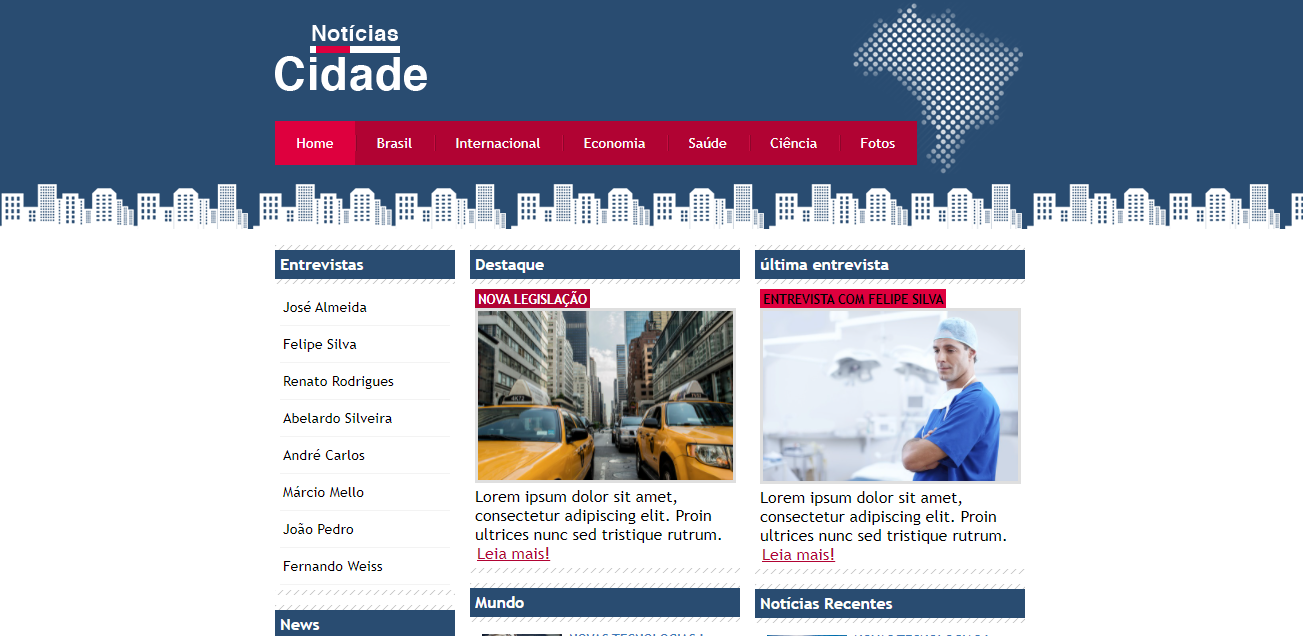 Notícias
Cidade
Home Brasil Internacional Economia Saúde Ciência Fotos
Entrevistas
José Almeida
Felipe Silva
Renato Rodrigues
Abelardo Silveira
André Carlos
Márcio Mello
João Pedro
Fernando Weiss
News
Destaque
NOVA LEGISLAÇÃO
Lorem ipsum dolor sit amet,
consectetur adipiscing elit. Proin
ultrices nunc sed tristique rutrum.
Leia mais!
Mundo
última entrevista
ENTREVISTA COM FELIPE SILVA
Lorem ipsum dolor sit amet,
consectetur adipiscing elit. Proin
ultrices nunc sed tristique rutrum.
Leia mais!
Notícias Recentes